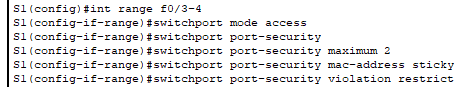 S1(config)#int range f0/3-4
S1(config-if-range)#switchport mode access
S1(config-if-range)#switchport port-security
S1(config-if-range)#switchport port-security maximum 2
S1(config-if-range)#switchport port-security mac-address sticky
S1(config-if-range)#switchport port-security violation restrict